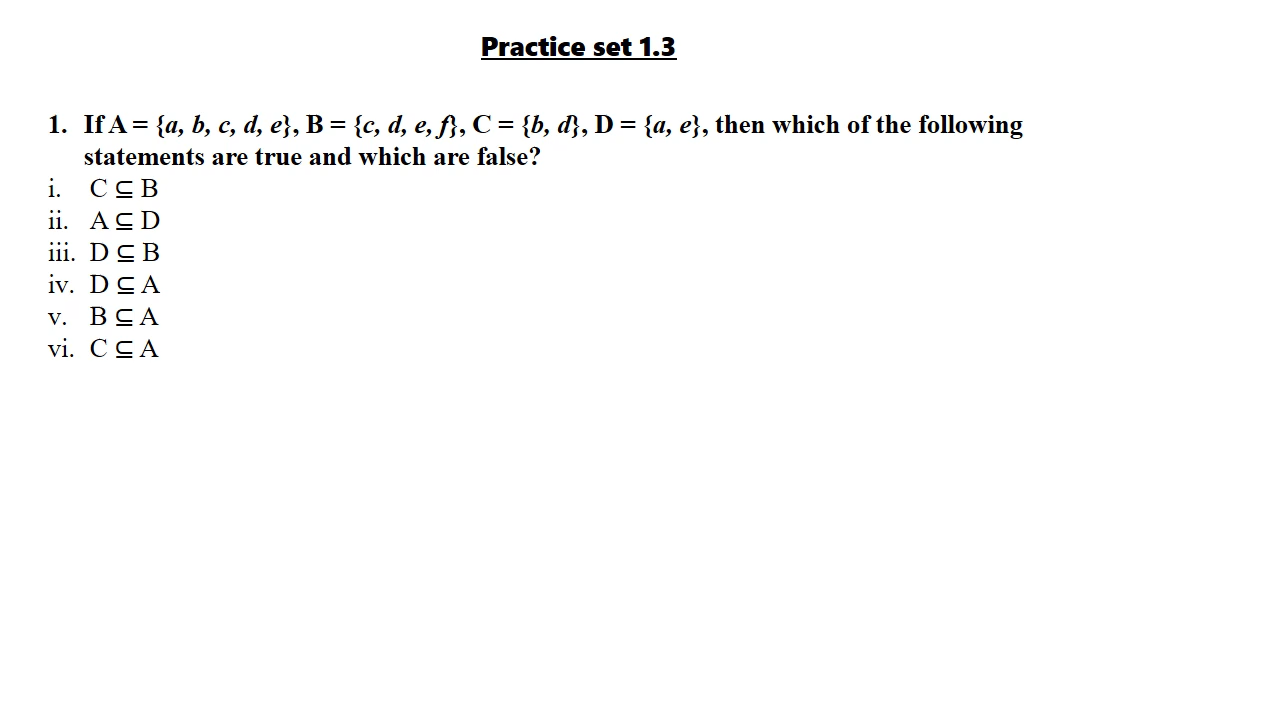 Practice set 1.3
1. If A = {a, b, c, d, e}, B = {c, d, e, f}, C = {b, d}, D = {a, e}, then which of the following
statements are true and which are false?
i. C ⊆ B
ii. A ⊆ D
iii. D ⊆ B
iv. D ⊆ A
v. B ⊆ A
vi. C ⊆ A